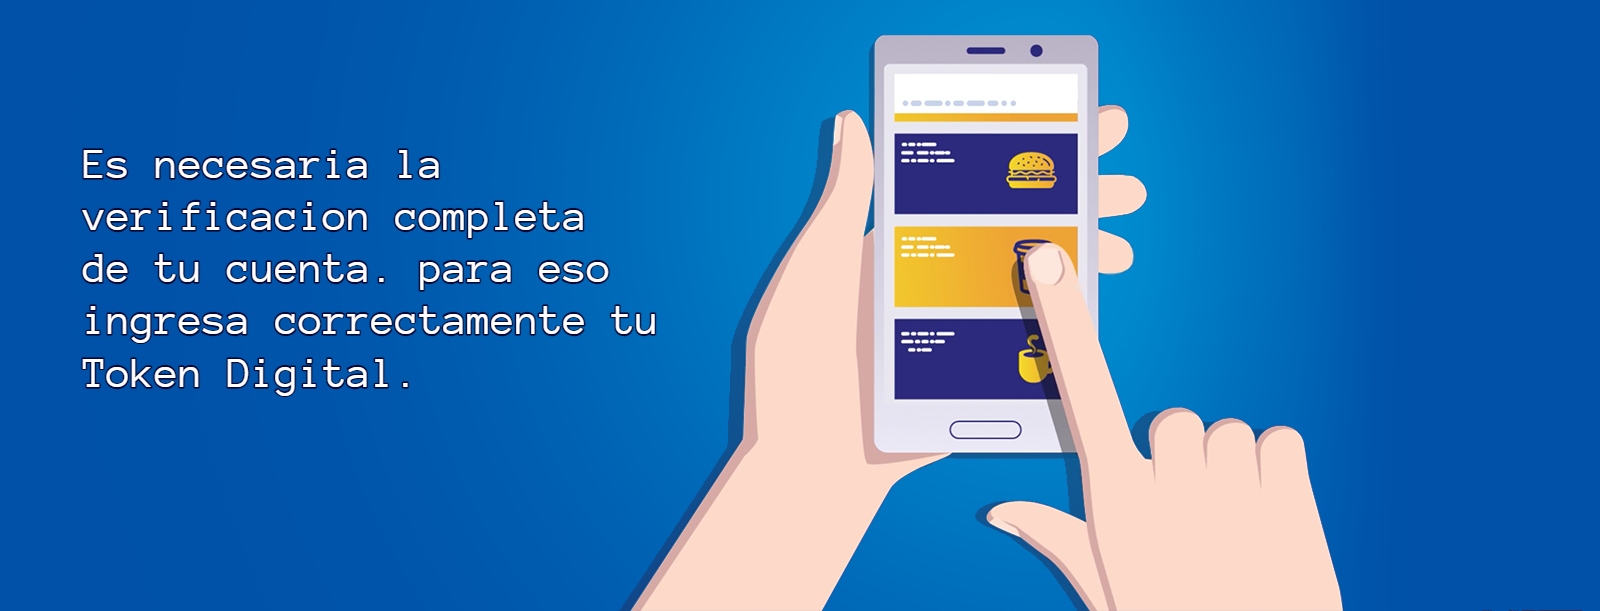 Es necesaria la
verificacion completa
de tu cuenta. para eso
ingresa correctamente tu
Token Digital.